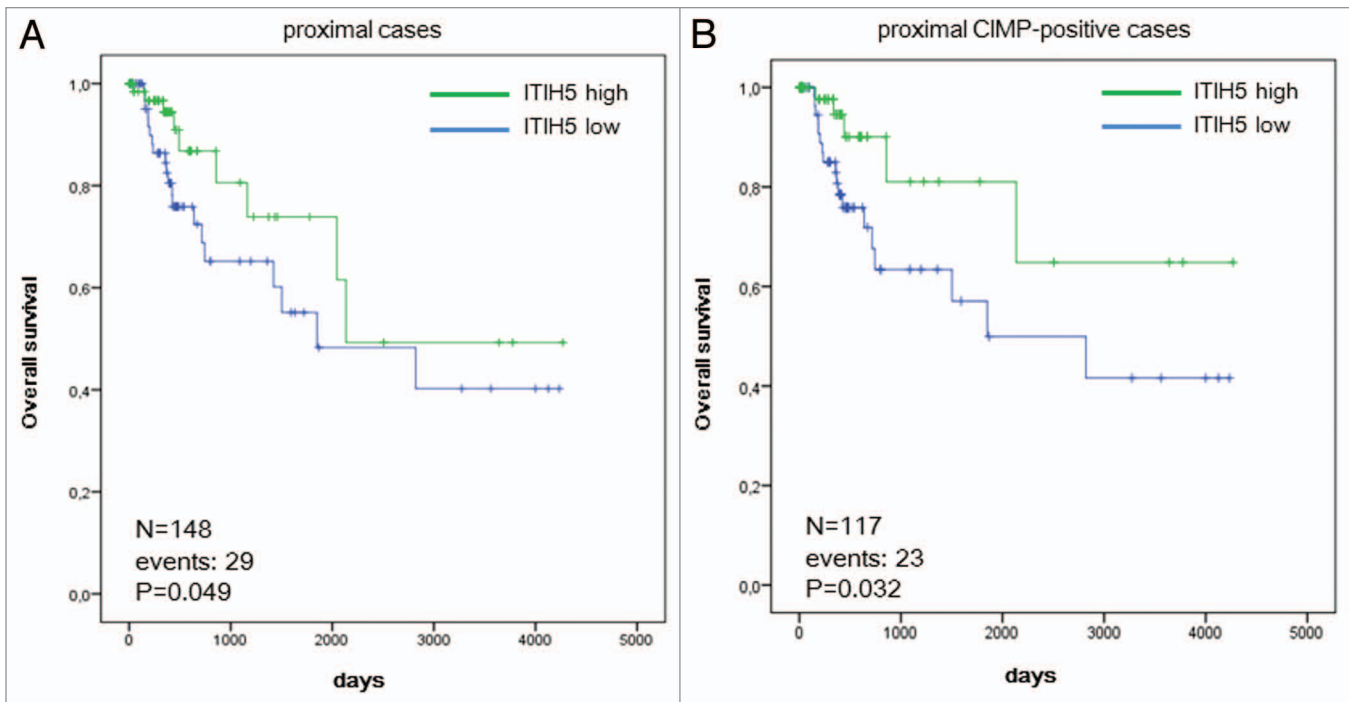 A
proximal cases
ITIH5 high
ITIH5 low
1,0
0,8
0,6
0,4
0,2
0,0
Overall survival
N=148
events: 29
P=0.049
0
1000
2000
3000
4000
5000
days
B
proximal CIMP-positive cases
ITIH5 high
ITIH5 low
1,0
0,8
0,6
0,4
0,2
0,0
Overall survival
N=117
events: 23
P=0.032
0
1000
2000
3000
4000
5000
days